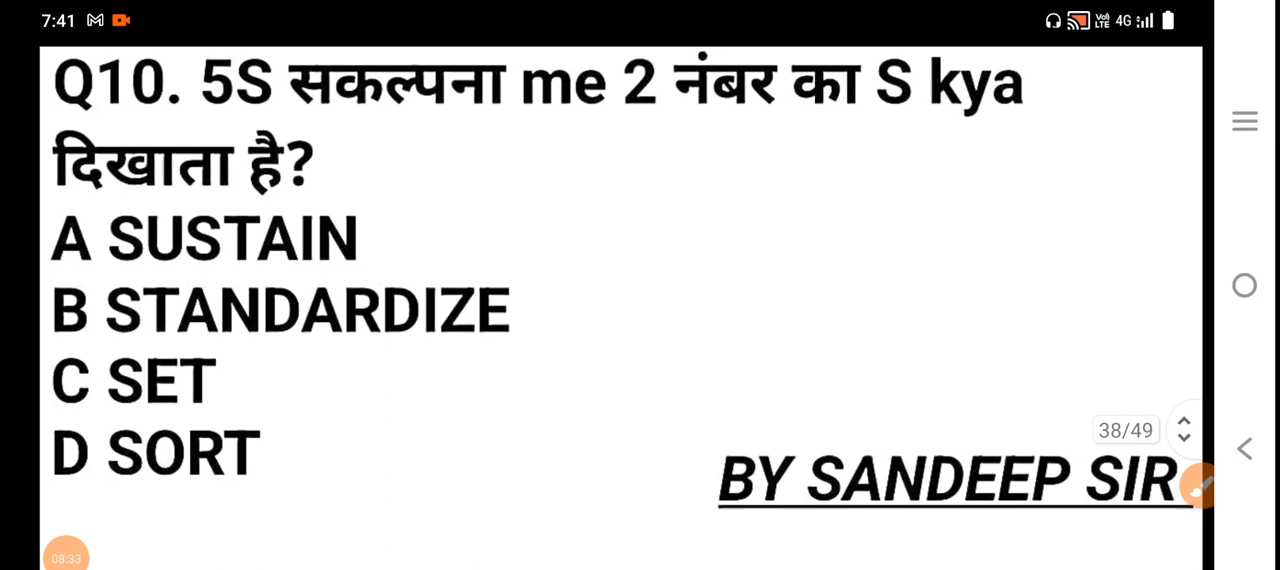 7:41 4G
Q10. 5S सकल्पना me 2 नंबर का S kya
दिखाता है?
A SUSTAIN
B STANDARDIZE
C SET
D SORT
38/49
BY SANDEEP SIR
08:33